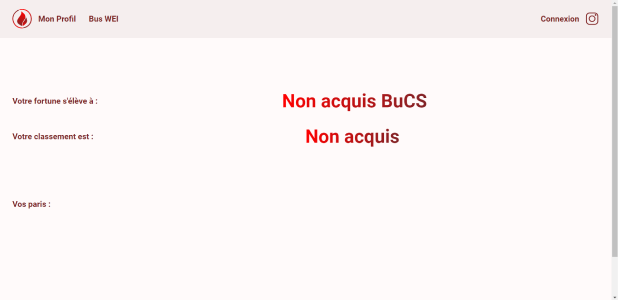 Mon Profil Bus WEI Connexion
Votre fortune s'élève à : Non acquis BuCS
Votre classement est : Non acquis
Vos paris :